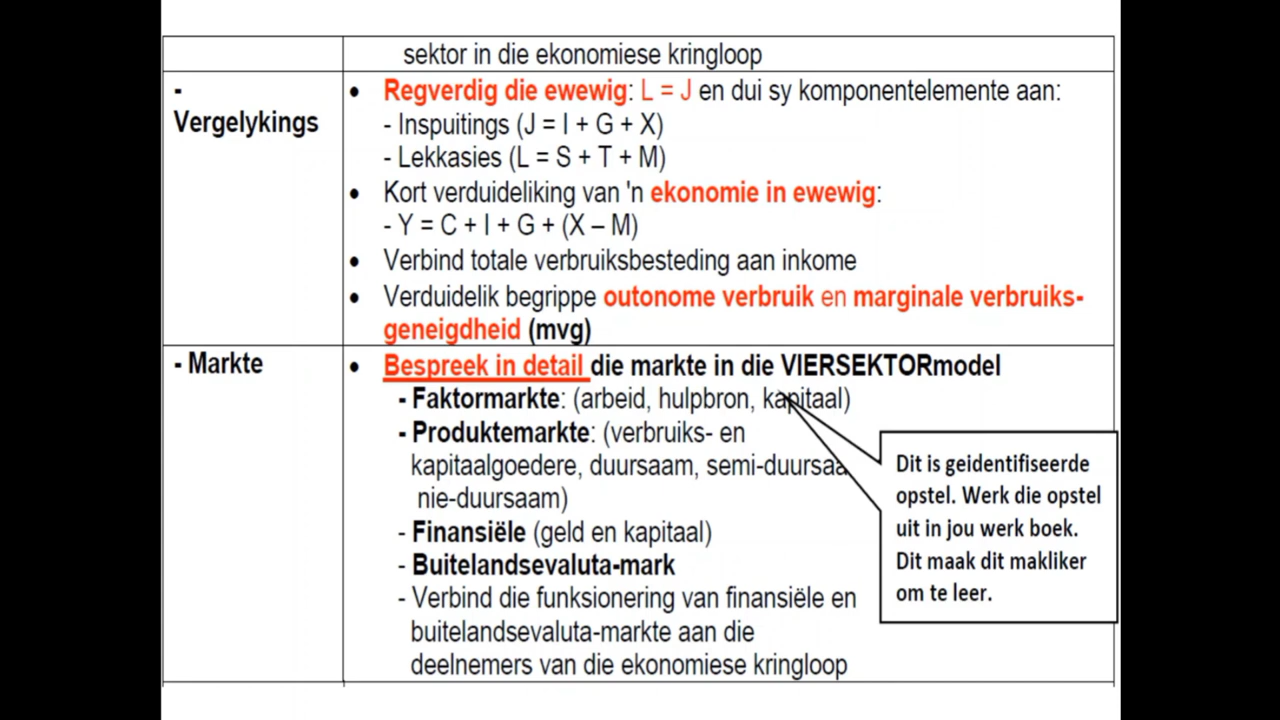 sektor in die ekonomiese kringloop
-
Vergelykings
• Regverdig die ewewig: L = J en dui sy komponentelemente aan:
- Inspuitings (J = I + G + X)
- Lekkasies (L = S + T + M)
• Kort verduideliking van 'n ekonomie in ewewig:
- Y = C + I + G + (X – M)
• Verbind totale verbruiksbesteding aan inkome
• Verduidelik begrippe outonome verbruik en marginale verbruiks-
geneigdheid (mvg)
- Markte
• Bespreek in detail die markte in die VIERSEKTORmodel
- Faktormarkte: (arbeid, hulpbron, kapitaal)
- Produktemarkte: (verbruiks- en
kapitaalgoedere, duursaam, semi-duursaa
nie-duursaam)
- Finansiële (geld en kapitaal)
- Buitelandsevaluta-mark
- Verbind die funksionering van finansiële en
buitelandsevaluta-markte aan die
deelnemers van die ekonomiese kringloop
Dit is geidentifiseerde
opstel. Werk die opstel
uit in jou werk boek.
Dit maak dit makliker
om te leer.